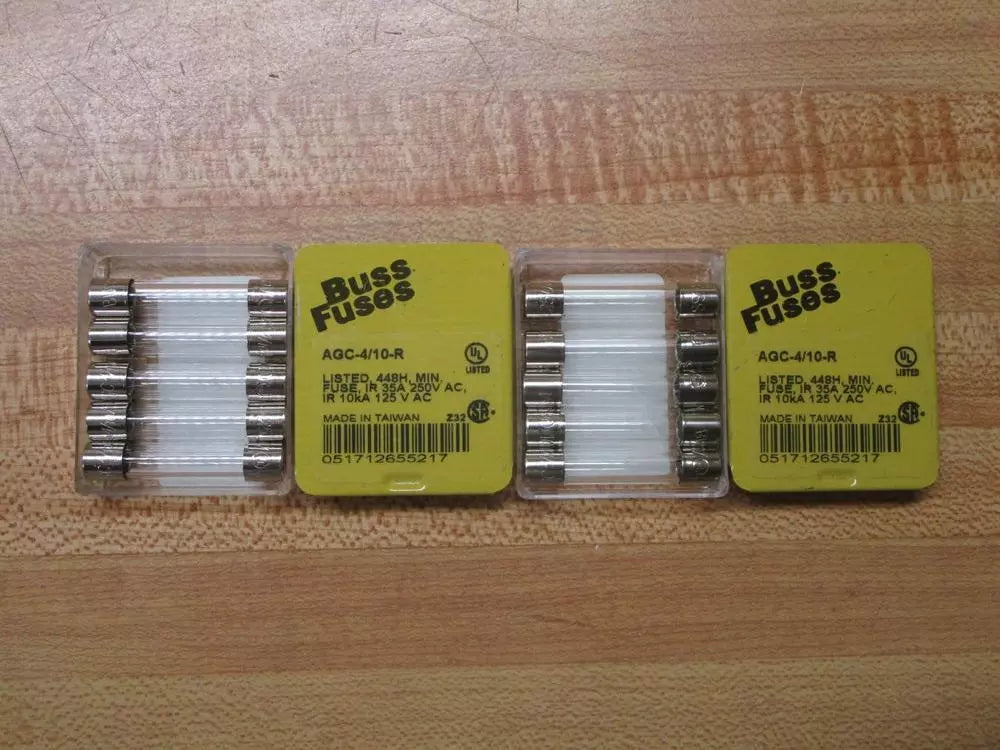 Buss
Fuses
AGC-4/10-R
UL
LISTED
LISTED, 448H, MIN.
FUSE, IR 35A 250V AC,
IR 10kA 125 V AC
MADE IN TAIWAN Z32 SA
051712655217
Buss
Fuses
AGC-4/10-R
UL
LISTED
LISTED, 448H, MIN.
FUSE, IR 35A 250V AC,
IR 10kA 125 V AC
MADE IN TAIWAN Z32 SA
051712655217